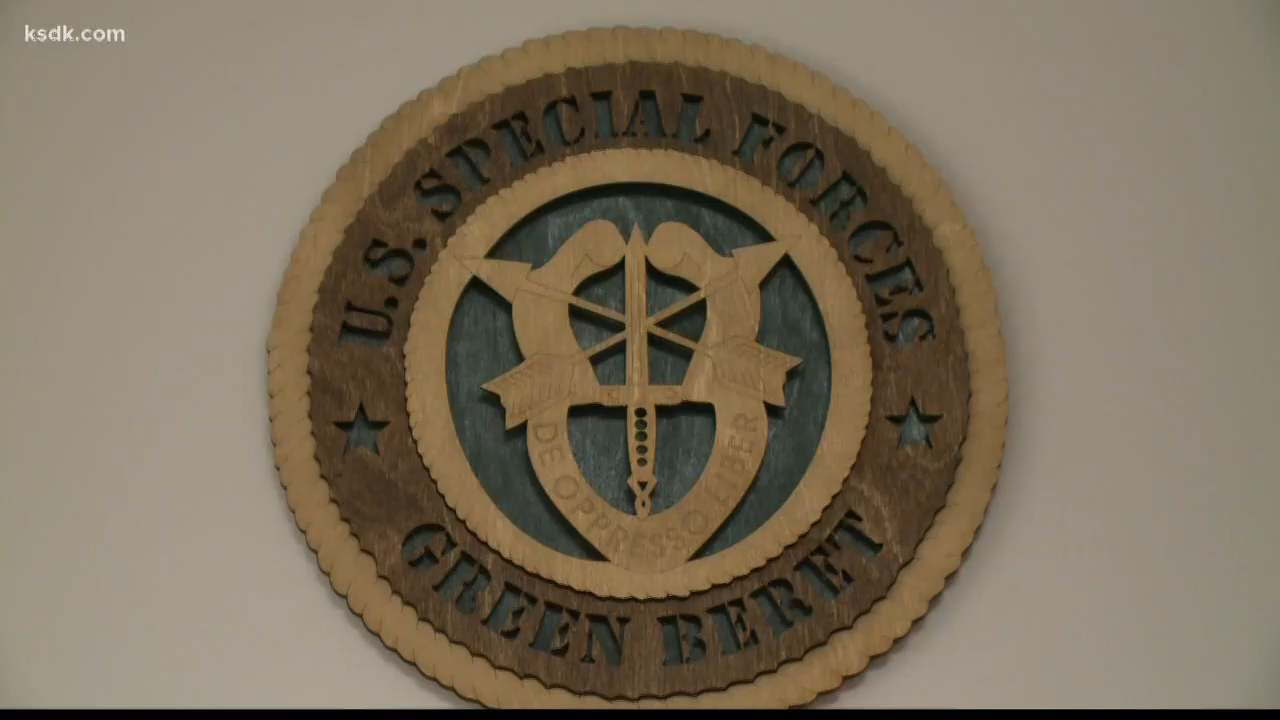 ksdk.com
U.S. SPECIAL FORCES
DE OPPRESSO LIBER
GREEN BERET